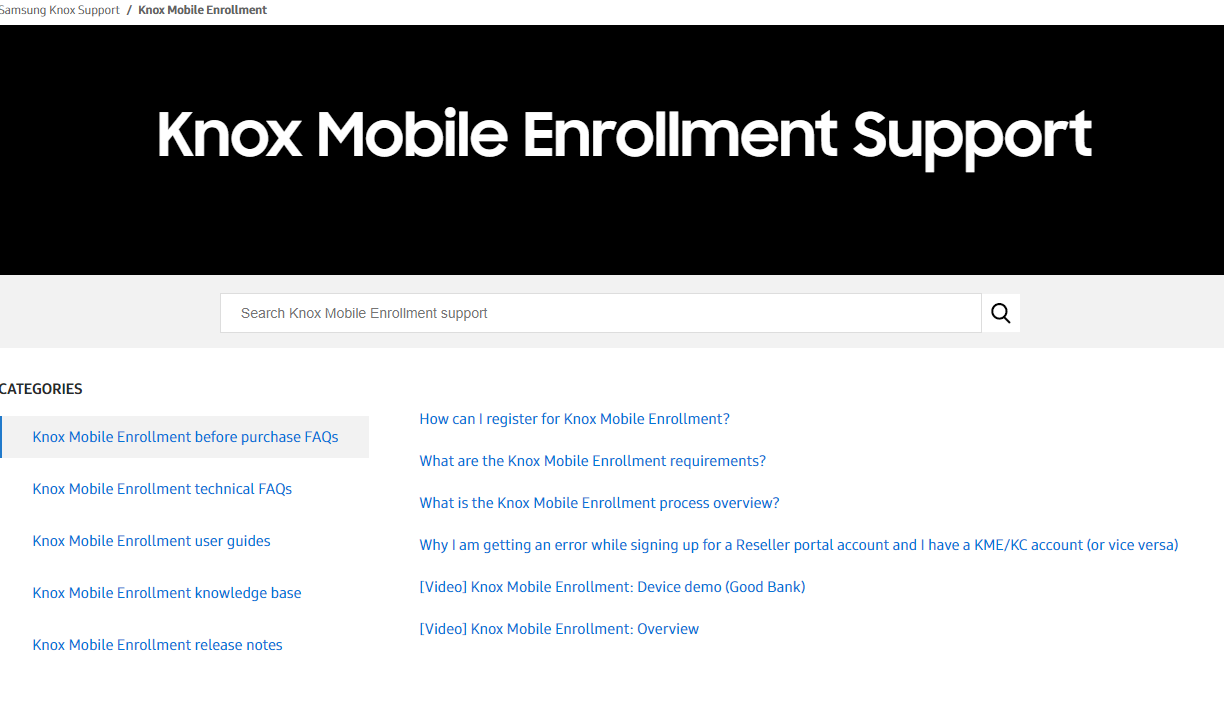 Samsung Knox Support / Knox Mobile Enrollment
Knox Mobile Enrollment Support
Search Knox Mobile Enrollment support
CATEGORIES
Knox Mobile Enrollment before purchase FAQs
Knox Mobile Enrollment technical FAQs
Knox Mobile Enrollment user guides
Knox Mobile Enrollment knowledge base
Knox Mobile Enrollment release notes
How can I register for Knox Mobile Enrollment?
What are the Knox Mobile Enrollment requirements?
What is the Knox Mobile Enrollment process overview?
Why I am getting an error while signing up for a Reseller portal account and I have a KME/KC account (or vice versa)
[Video] Knox Mobile Enrollment: Device demo (Good Bank)
[Video] Knox Mobile Enrollment: Overview